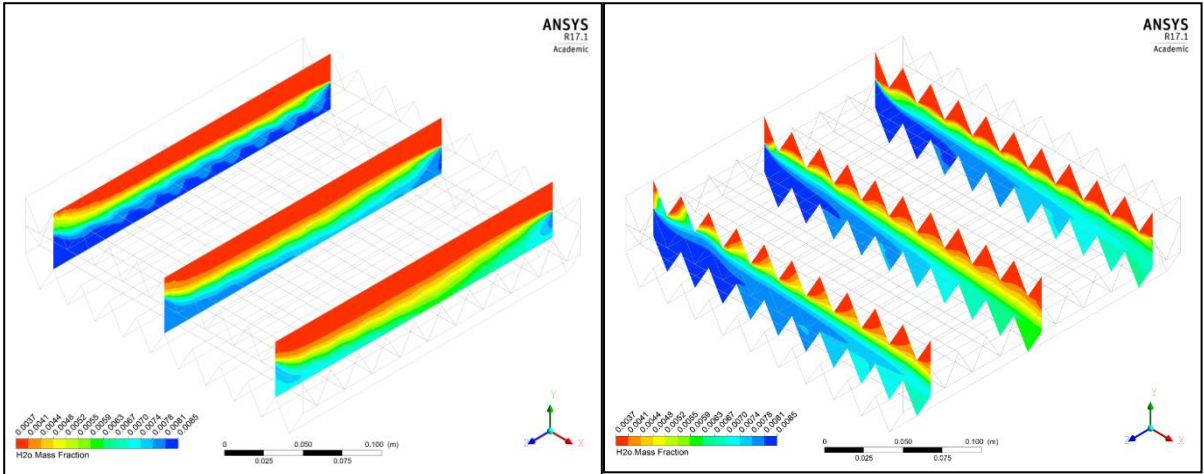 ANSYS
R17.1
Academic
0.0037
0.0041
0.0044
0.0048
0.0052
0.0055
0.0059
0.0063
0.0067
0.0070
0.0074
0.0078
0.0081
0.0085
H2o.Mass Fraction
0 0.050 0.100 (m)
0.025 0.075
Y
Z X
ANSYS
R17.1
Academic
0.0037
0.0041
0.0044
0.0048
0.0052
0.0055
0.0059
0.0063
0.0067
0.0070
0.0074
0.0078
0.0081
0.0085
H2o.Mass Fraction
0 0.050 0.100 (m)
0.025 0.075
Y
Z X